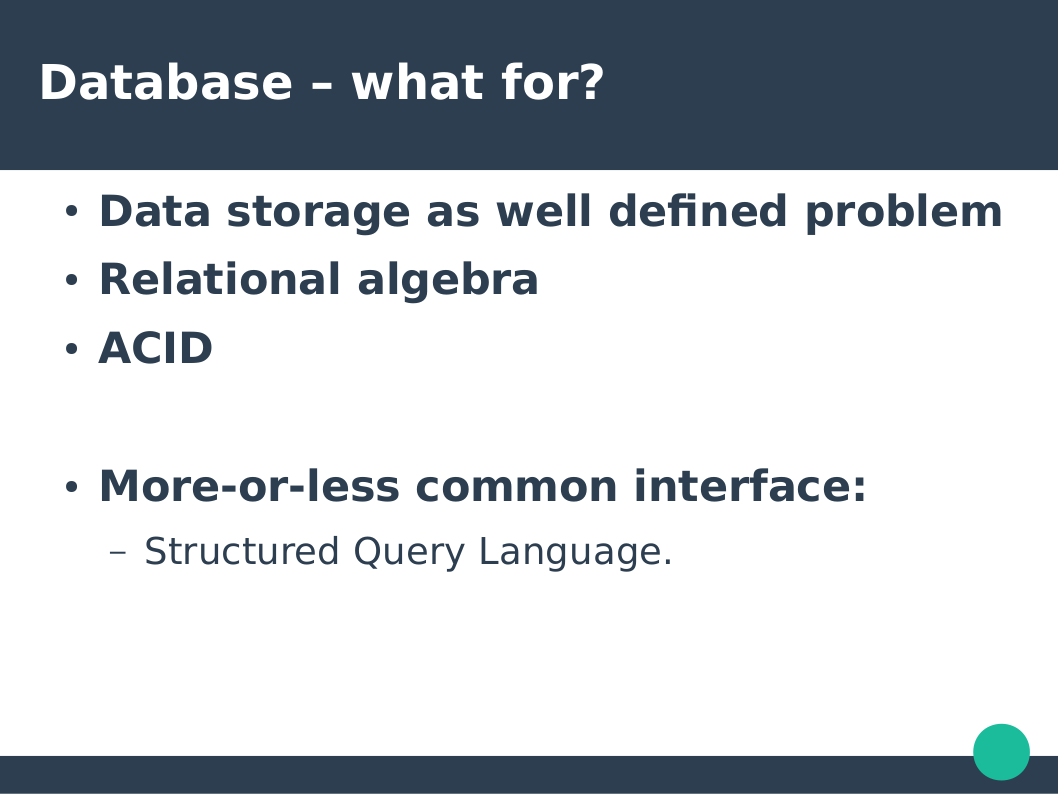 Database – what for?
• Data storage as well defined problem
• Relational algebra
• ACID
• More-or-less common interface:
– Structured Query Language.